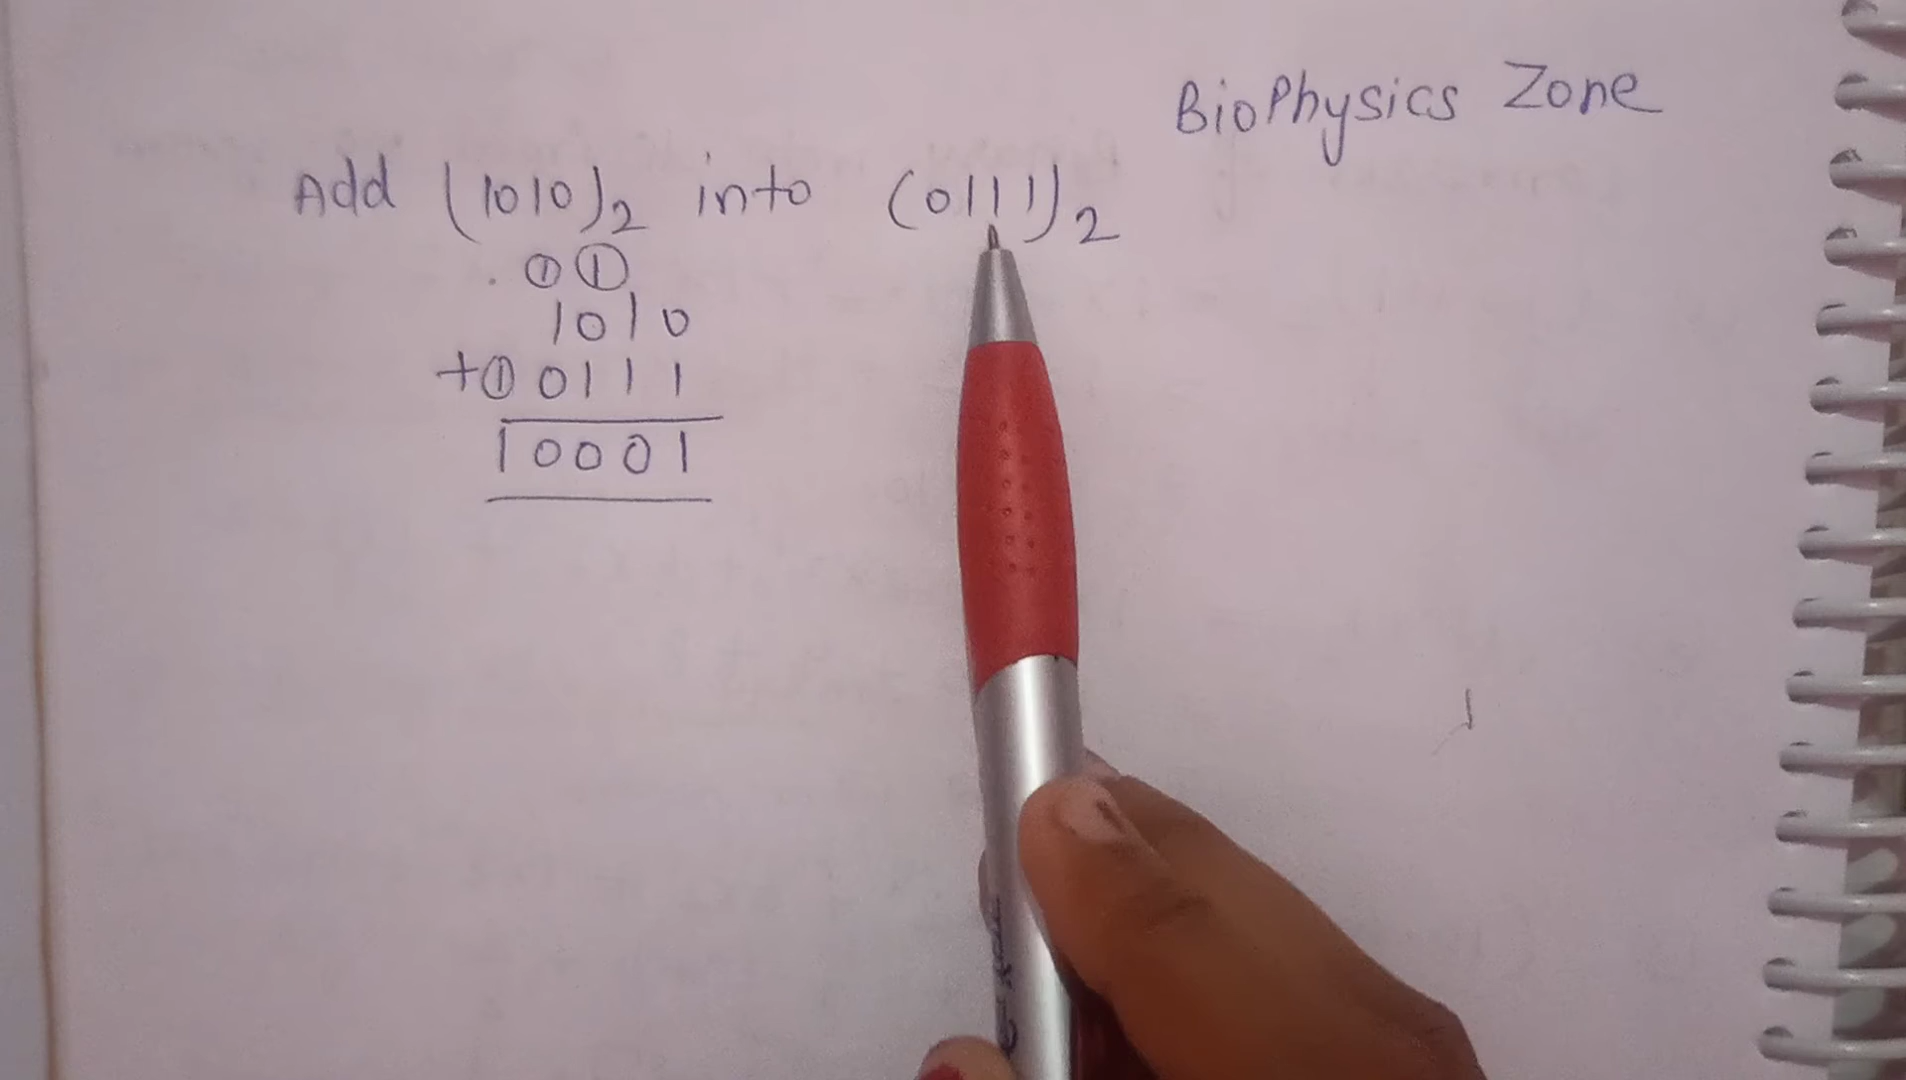 BioPhysics Zone
Add (1010)₂ into (0111)₂
① ①
1010
+① 0111
10001